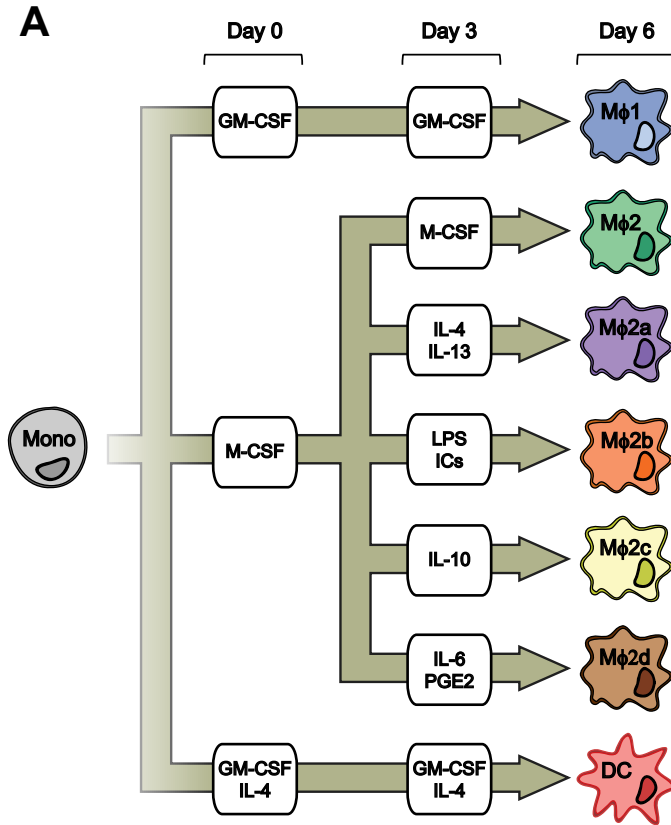 A
Day 0
Day 3
Day 6
GM-CSF
GM-CSF
Mϕ1
M-CSF
Mϕ2
IL-4
IL-13
Mϕ2a
Mono
M-CSF
LPS
ICs
Mϕ2b
IL-10
Mϕ2c
IL-6
PGE2
Mϕ2d
GM-CSF
IL-4
GM-CSF
IL-4
DC